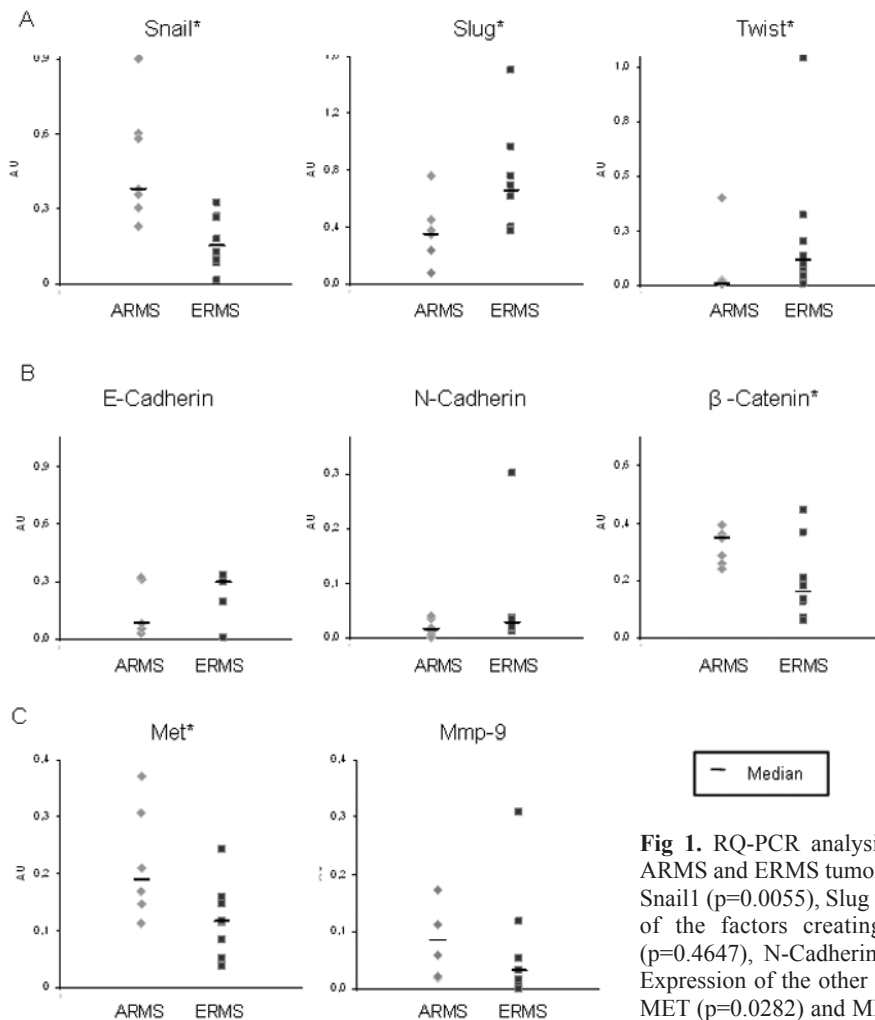 A
Snail*
Slug*
Twist*
0,9
0,6
0,3
0
AU
ARMS
ERMS
1,2
0,8
0,4
0,0
AU
ARMS
ERMS
1,0
0,8
0,5
0,3
0,0
AU
ARMS
ERMS
B
E-Cadherin
N-Cadherin
β-Catenin*
0,9
0,6
0,3
0,0
AU
ARMS
ERMS
0,3
0,2
0,1
0,0
AU
ARMS
ERMS
0,6
0,4
0,2
0,0
AU
ARMS
ERMS
C
Met*
Mmp-9
0,4
0,3
0,2
0,1
0,0
AU
ARMS
ERMS
0,4
0,3
0,2
0,1
0,0
ARMS
ERMS
Median
Fig 1. RQ-PCR analysis
ARMS and ERMS tumo
Snail1 (p=0.0055), Slug
of the factors creating
(p=0.4647), N-Cadherin
Expression of the other
MET (p=0.0282) and M